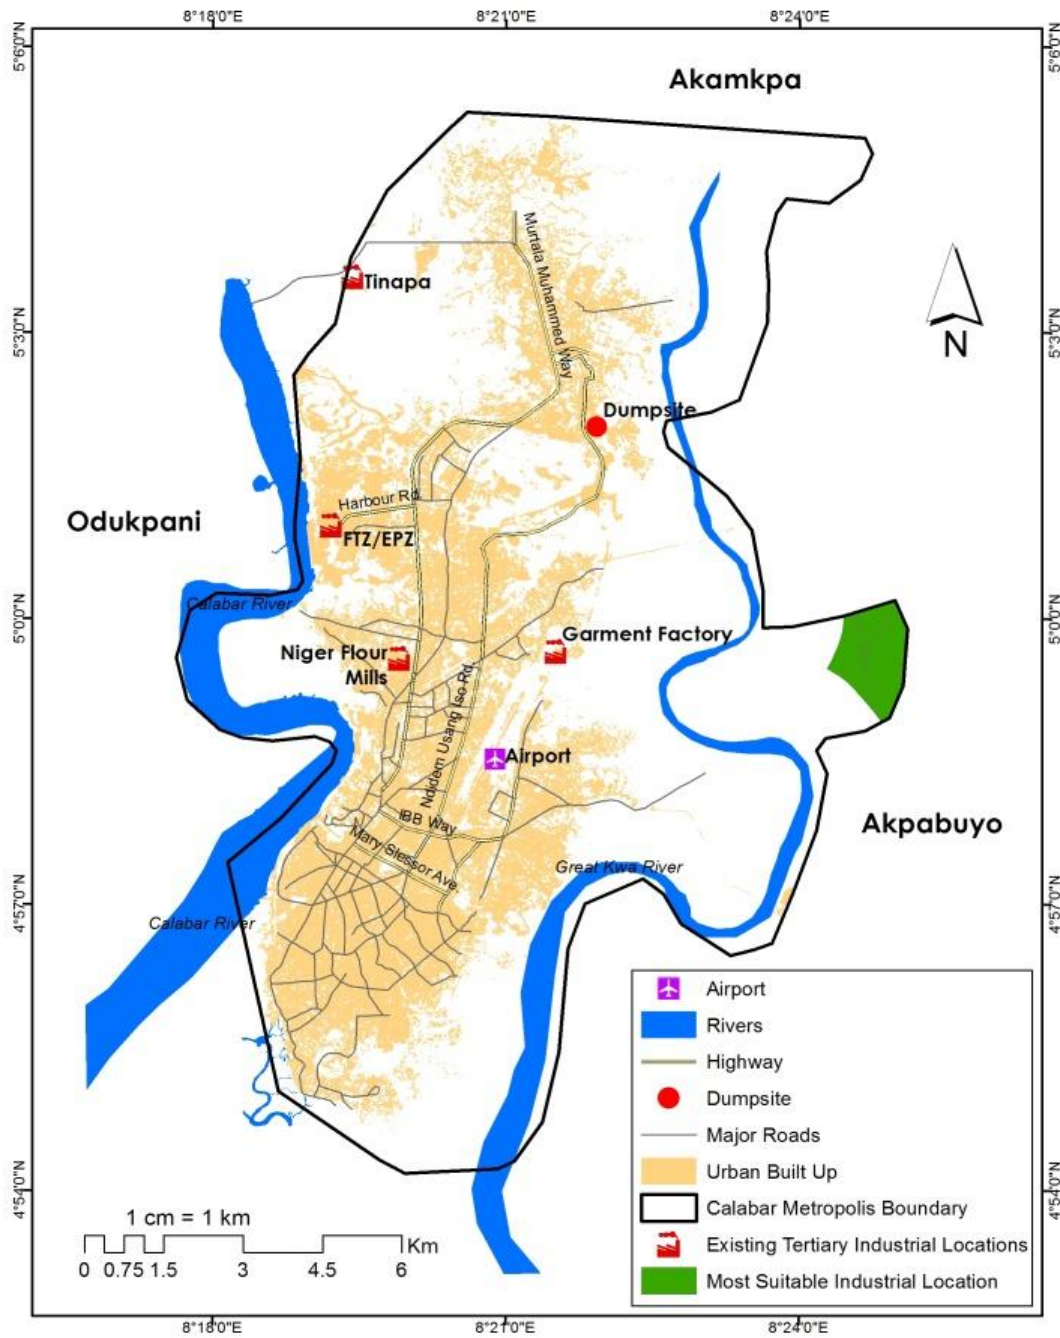 8°18'0"E
8°21'0"E
8°24'0"E
5°6'0"N
5°6'0"N
Akamkpa
Murtala Muhammed Way
Tinapa
5°3'0"N
5°3'0"N
N
Dumpsite
Harbour Rd
Odukpani
FTZ/EPZ
Calabar River
5°0'0"N
5°0'0"N
Garment Factory
Niger Flour
Mills
Ndidem Usang Iso Rd
Airport
IBB Way
Akpabuyo
Mary Slessor Ave
Great Kwa River
4°57'0"N
4°57'0"N
Calabar River
Airport
Rivers
Highway
Dumpsite
Major Roads
Urban Built Up
Calabar Metropolis Boundary
Existing Tertiary Industrial Locations
Most Suitable Industrial Location
4°54'0"N
4°54'0"N
1 cm = 1 km
Km
0 0.75 1.5 3 4.5 6
8°18'0"E
8°21'0"E
8°24'0"E